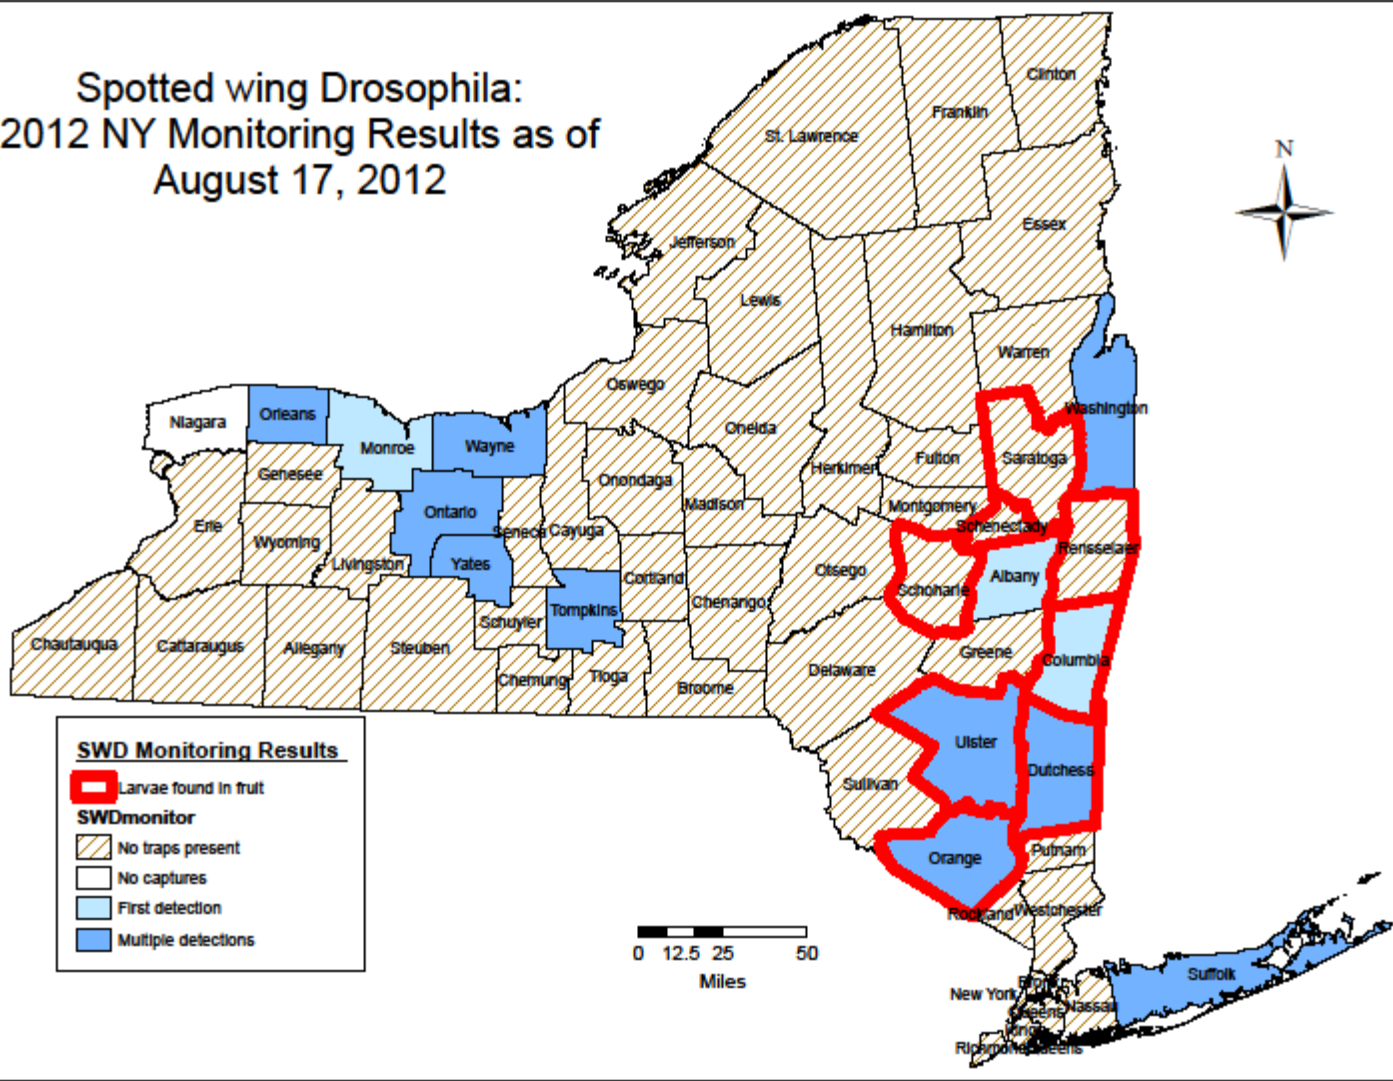 Spotted wing Drosophila:
2012 NY Monitoring Results as of
August 17, 2012
N
Clinton
Franklin
St. Lawrence
Essex
Jefferson
Lewis
Hamilton
Warren
Oswego
Washington
Niagara
Orleans
Monroe
Wayne
Oneida
Herkimer
Fulton
Saratoga
Genesee
Onondaga
Madison
Montgomery
Schenectady
Erie
Wyoming
Ontario
Seneca
Cayuga
Rensselaer
Livingston
Yates
Cortland
Otsego
Albany
Schoharie
Chenango
Tompkins
Schuyler
Chautauqua
Cattaraugus
Allegany
Steuben
Greene
Columbia
Chemung
Tioga
Broome
Delaware
Ulster
Dutchess
Sullivan
Orange
Putnam
Rockland
Westchester
Suffolk
Bronx
New York
Nassau
Queens
Kings
Richmond
Queens
SWD Monitoring Results
Larvae found in fruit
SWDmonitor
No traps present
No captures
First detection
Multiple detections
0 12.5 25 50
Miles